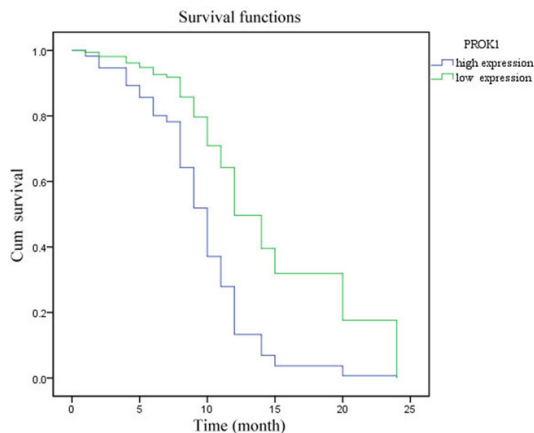 Survival functions
PROK1
high expression
low expression
1.0
0.8
0.6
0.4
0.2
0.0
Cum survival
0
5
10
15
20
25
Time (month)